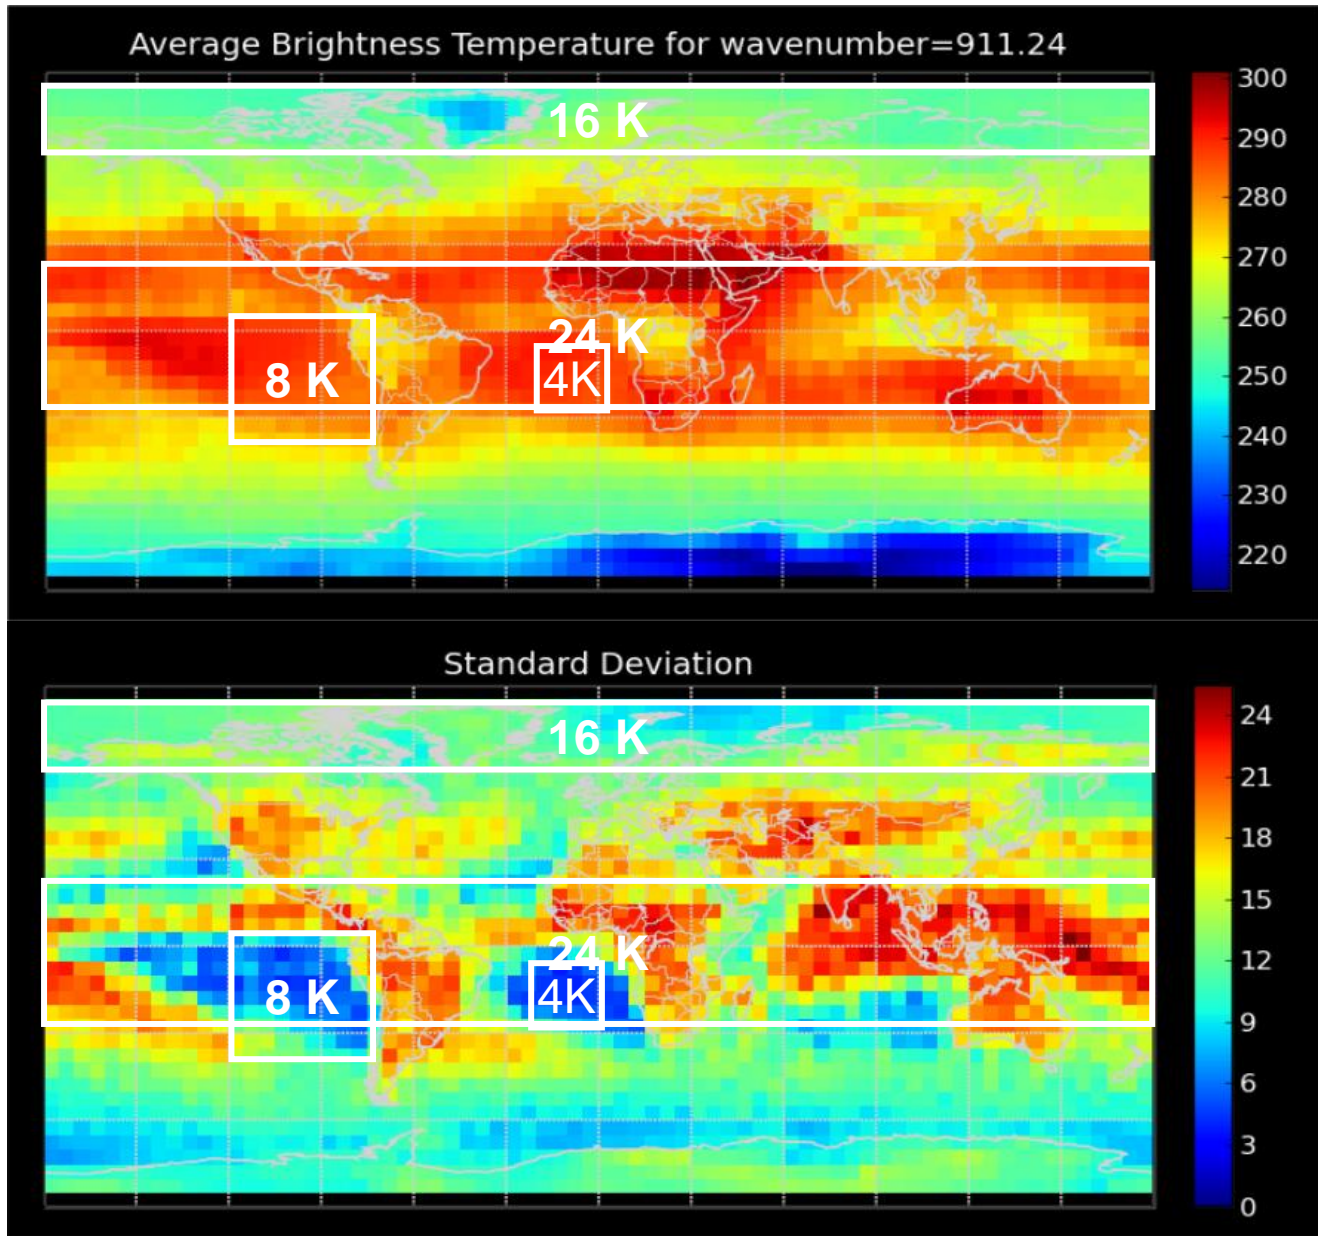 Average Brightness Temperature for wavenumber=911.24
16 K
24 K
8 K
4K
300
290
280
270
260
250
240
230
220
Standard Deviation
16 K
24 K
8 K
4K
24
21
18
15
12
9
6
3
0